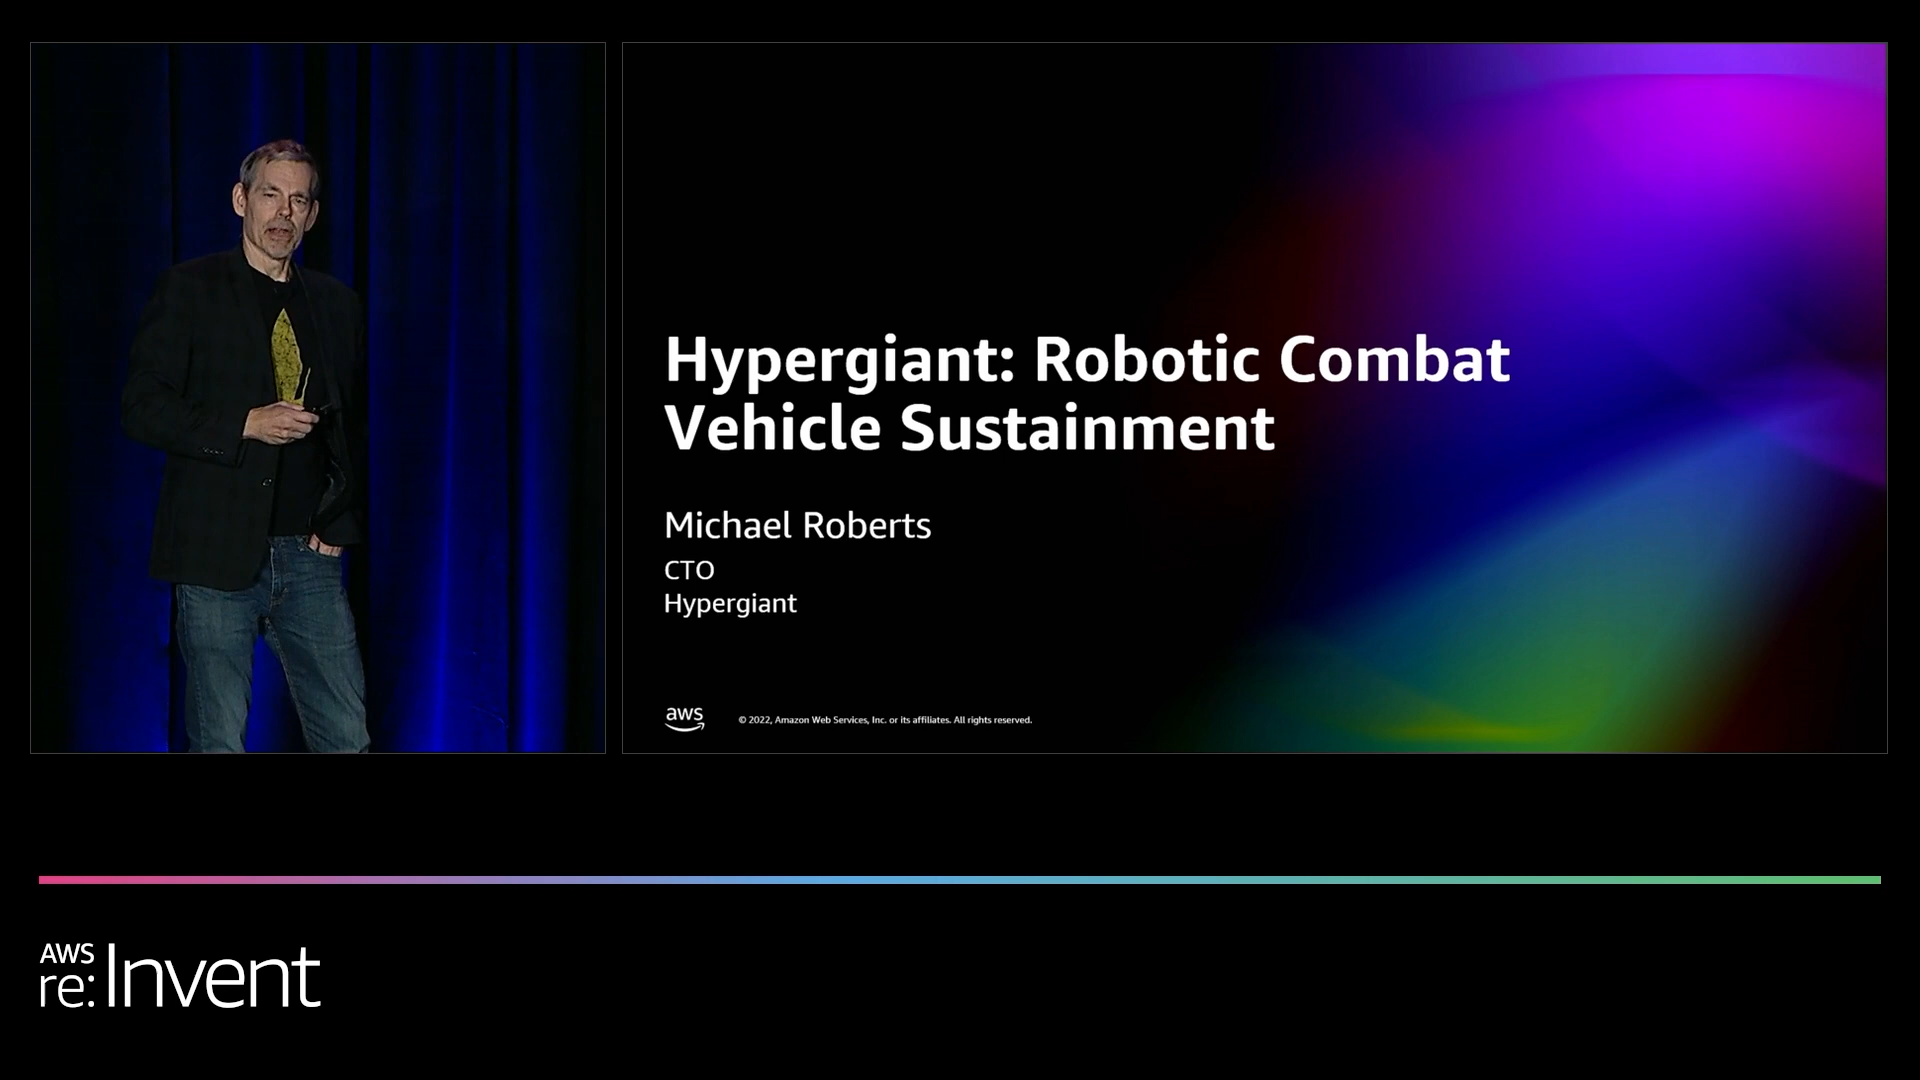 Hypergiant: Robotic Combat
Vehicle Sustainment
Michael Roberts
CTO
Hypergiant
aws
© 2022, Amazon Web Services, Inc. or its affiliates. All rights reserved.
AWS
re:Invent